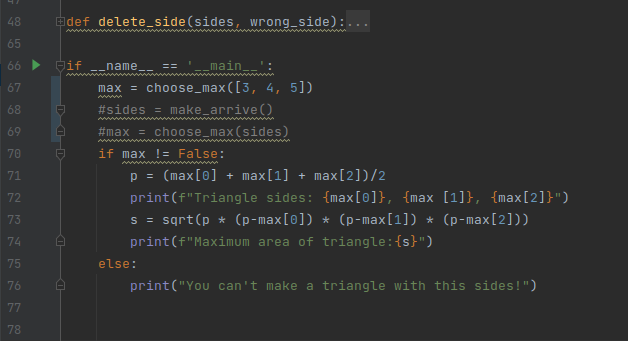 47
48 def delete_side(sides, wrong_side):...
65
66 if __name__ == '__main__':
67 max = choose_max([3, 4, 5])
68 #sides = make_arrive()
69 #max = choose_max(sides)
70 if max != False:
71 p = (max[0] + max[1] + max[2])/2
72 print(f"Triangle sides: {max[0]}, {max [1]}, {max[2]}")
73 s = sqrt(p * (p-max[0]) * (p-max[1]) * (p-max[2]))
74 print(f"Maximum area of triangle:{s}")
75 else:
76 print("You can't make a triangle with this sides!")
77
78